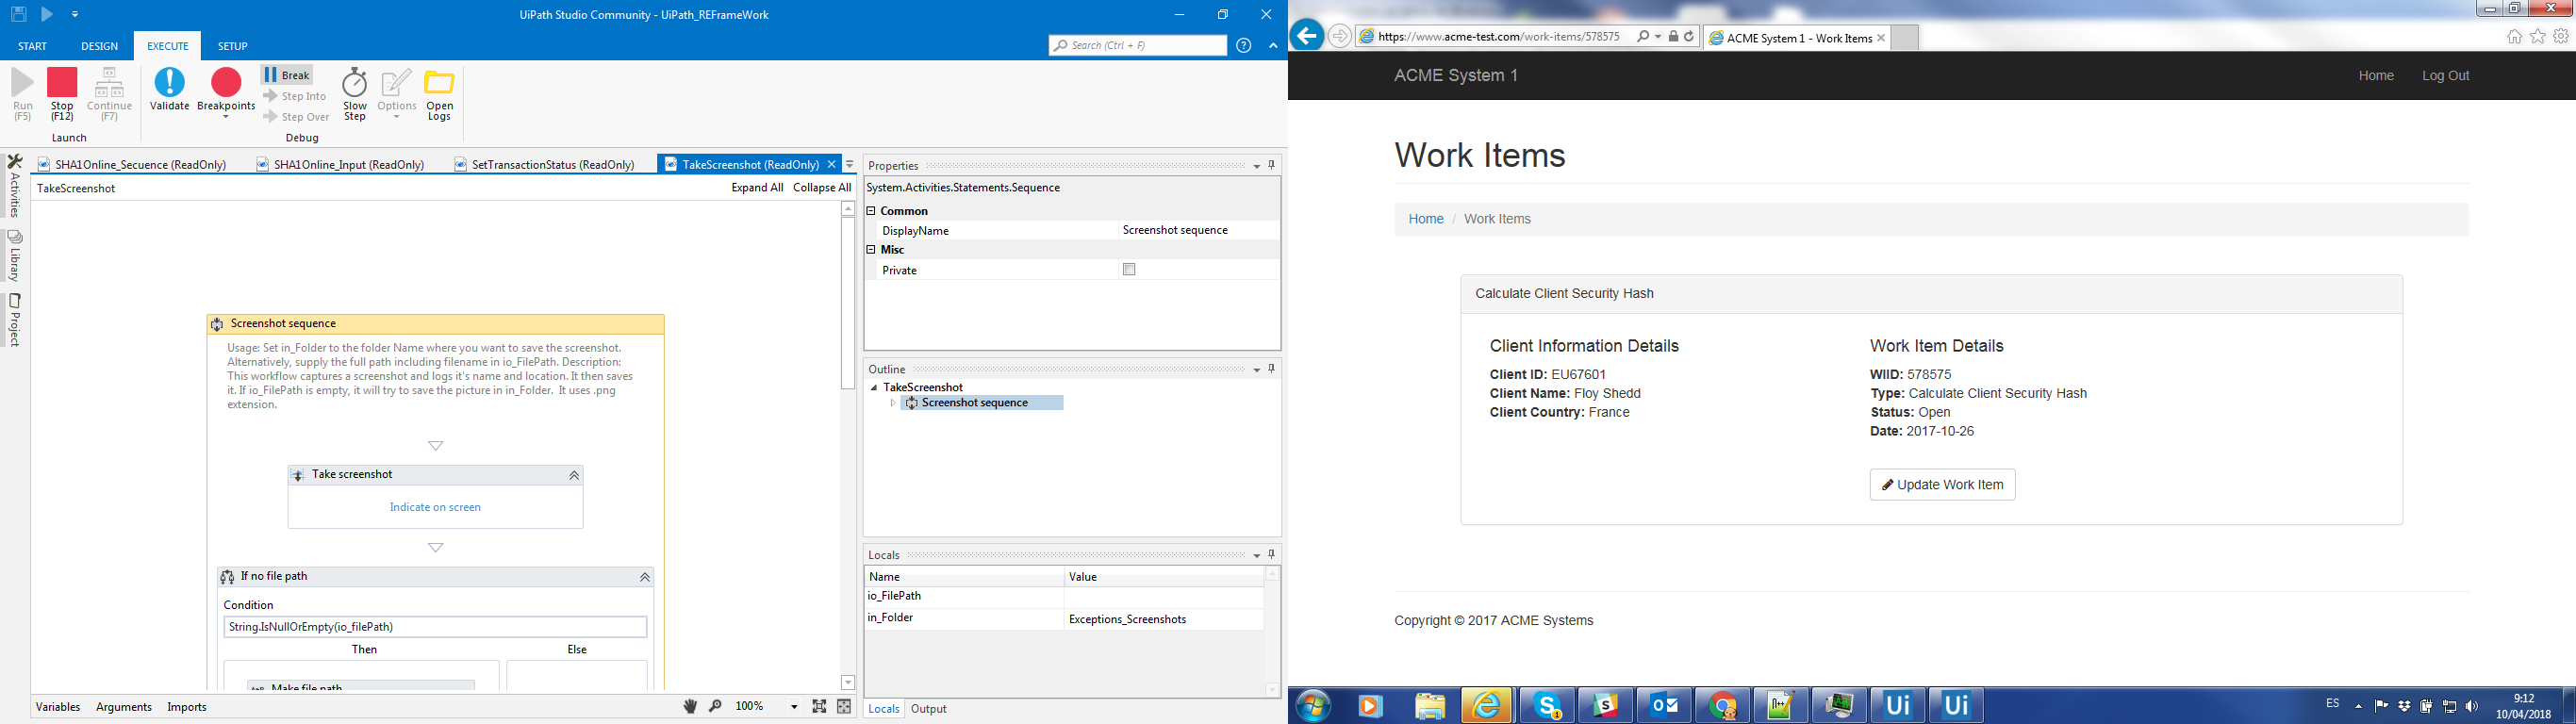 UiPath Studio Community - UiPath_REFrameWork
START DESIGN EXECUTE SETUP
Search (Ctrl + F)
Run (F5)
Stop (F12)
Continue (F7)
Launch
Validate
Breakpoints
Break
Step Into
Step Over
Slow Step
Options
Open Logs
Debug
SHA1Online_Secuence (ReadOnly) SHA1Online_Input (ReadOnly) SetTransactionStatus (ReadOnly) TakeScreenshot (ReadOnly)
Activities
Library
Project
TakeScreenshot
Expand All Collapse All
Screenshot sequence
Usage: Set in_Folder to the folder Name where you want to save the screenshot.
Alternatively, supply the full path including filename in io_FilePath. Description:
This workflow captures a screenshot and logs it's name and location. It then saves
it. If io_FilePath is empty, it will try to save the picture in in_Folder. It uses .png
extension.
Take screenshot
Indicate on screen
If no file path
Condition
String.IsNullOrEmpty(io_filePath)
Then Else
Make file path
Variables Arguments Imports
100%
Properties
System.Activities.Statements.Sequence
Common
DisplayName Screenshot sequence
Misc
Private
Outline
TakeScreenshot
Screenshot sequence
Locals
Name Value
io_FilePath
in_Folder Exceptions_Screenshots
Locals Output
https://www.acme-test.com/work-items/578575
ACME System 1 - Work Items
ACME System 1
Home Log Out
Work Items
Home / Work Items
Calculate Client Security Hash
Client Information Details
Client ID: EU67601
Client Name: Floy Shedd
Client Country: France
Work Item Details
WIID: 578575
Type: Calculate Client Security Hash
Status: Open
Date: 2017-10-26
Update Work Item
Copyright © 2017 ACME Systems
ES
9:12
10/04/2018